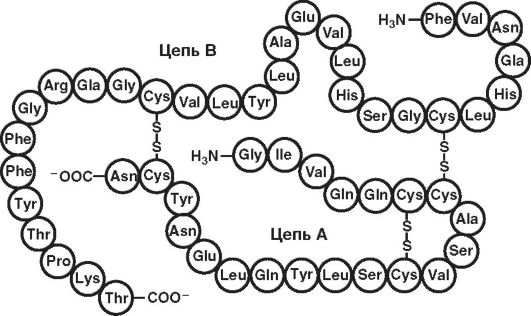 Цепь B
H₃N– Phe Val Asn Gla His Leu Cys Gly Ser His Leu Val Glu Ala Leu Tyr Leu Val Cys Gly Gla Arg Gly Phe Phe Tyr Thr Pro Lys Thr –COO⁻
S
S
S
S
Цепь A
H₃N– Gly Ile Val Gln Gln Cys Cys Ala Ser Val Cys Ser Leu Tyr Gln Leu Glu Asn Tyr Cys Asn
⁻OOC–
S
S